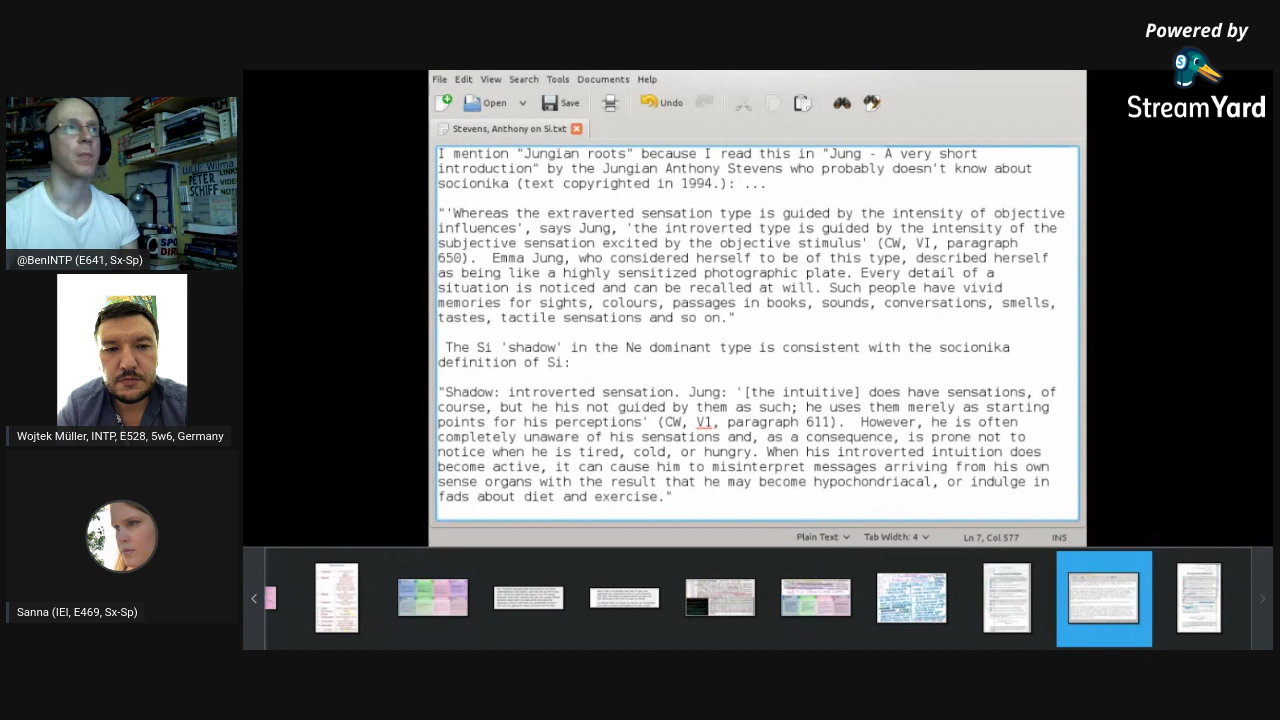 Powered by
StreamYard
File Edit View Search Tools Documents Help
Open Save Undo
Stevens, Anthony on Si.txt
I mention "Jungian roots" because I read this in "Jung - A very short
introduction" by the Jungian Anthony Stevens who probably doesn't know about
socionika (text copyrighted in 1994.): ...
"'Whereas the extraverted sensation type is guided by the intensity of objective
influences', says Jung, 'the introverted type is guided by the intensity of the
subjective sensation excited by the objective stimulus' (CW, VI, paragraph
650).  Emma Jung, who considered herself to be of this type, described herself
as being like a highly sensitized photographic plate. Every detail of a
situation is noticed and can be recalled at will. Such people have vivid
memories for sights, colours, passages in books, sounds, conversations, smells,
tastes, tactile sensations and so on."
The Si 'shadow' in the Ne dominant type is consistent with the socionika
definition of Si:
"Shadow: introverted sensation. Jung: '[the intuitive] does have sensations, of
course, but he his not guided by them as such; he uses them merely as starting
points for his perceptions' (CW, V1, paragraph 611).  However, he is often
completely unaware of his sensations and, as a consequence, is prone not to
notice when he is tired, cold, or hungry. When his introverted intuition does
become active, it can cause him to misinterpret messages arriving from his own
sense organs with the result that he may become hypochondriacal, or indulge in
fads about diet and exercise."
Plain Text Tab Width: 4 Ln 7, Col 577 INS
PETER
SCHIFF
@BenINTP (E641, Sx-Sp)
Wojtek Müller, INTP, E528, 5w6, Germany
Sanna (IEI, E469, Sx-Sp)